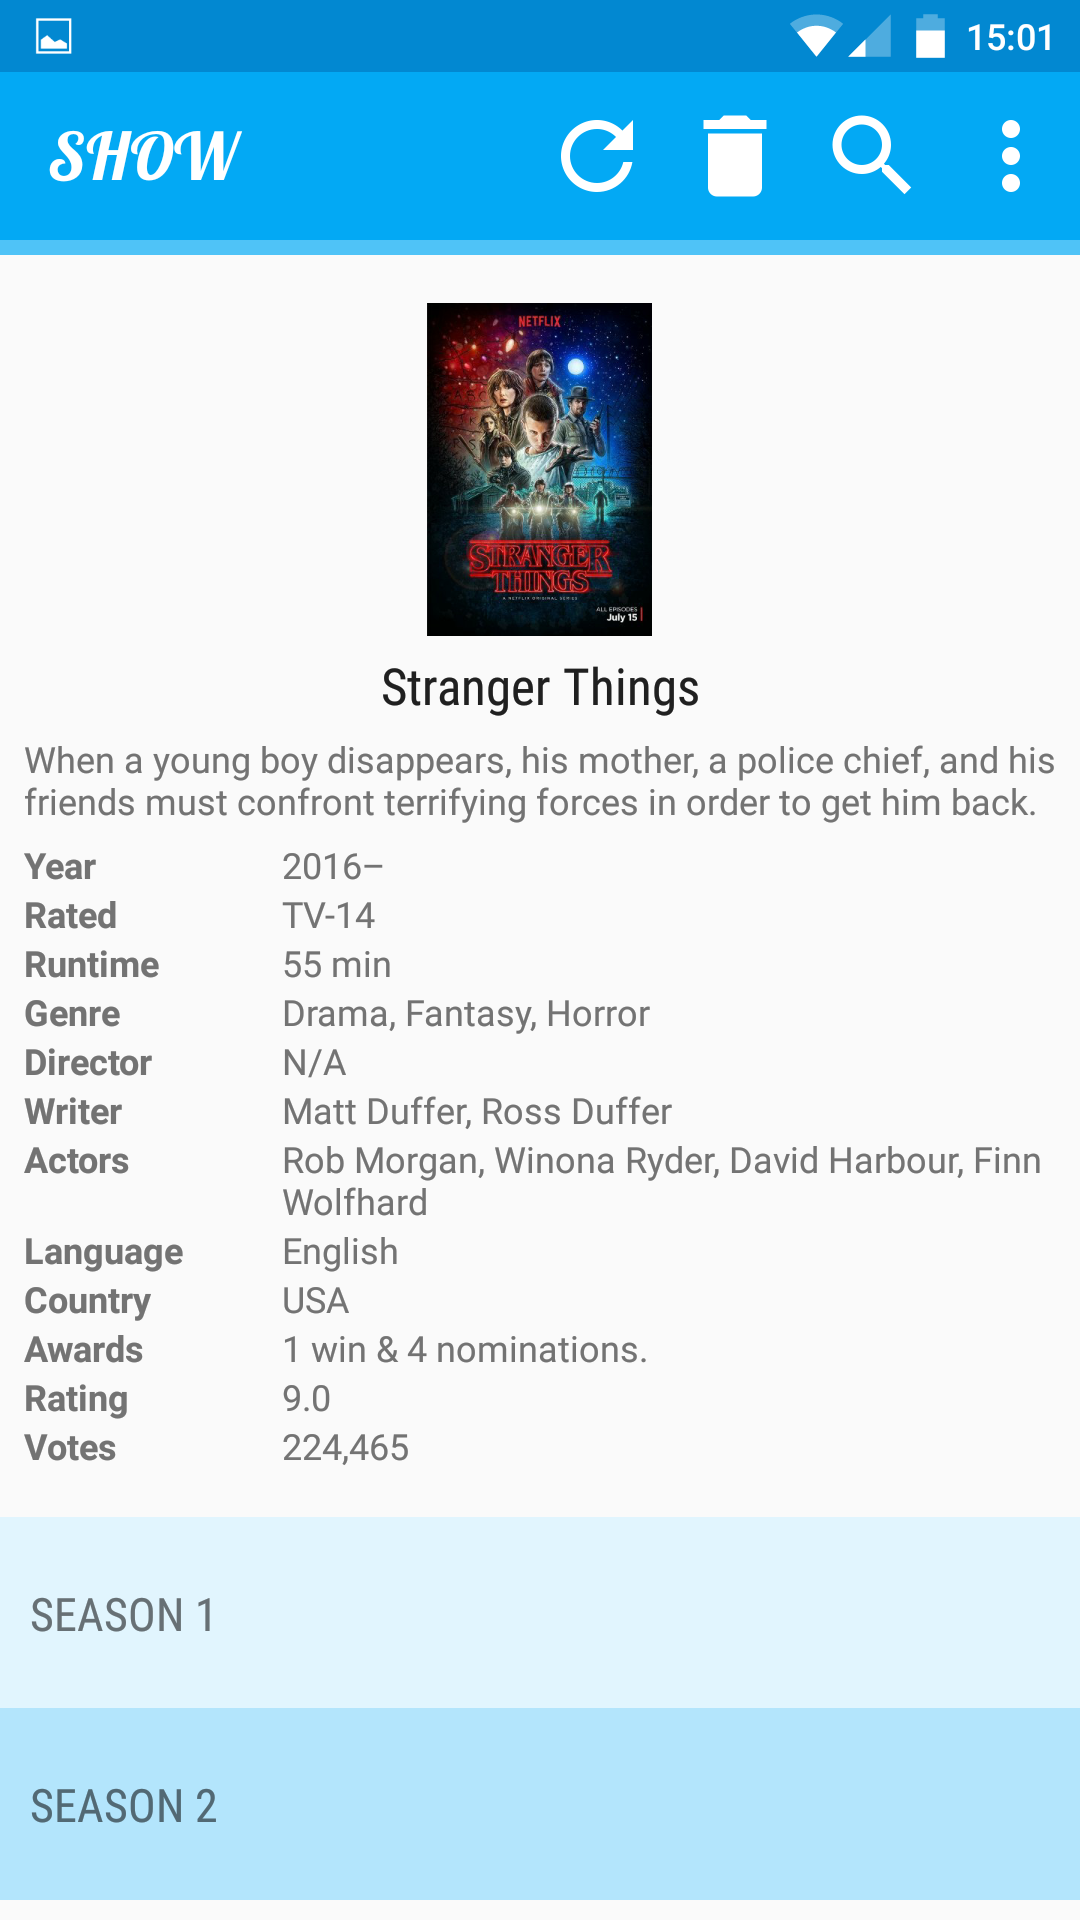 15:01
SHOW
NETFLIX
STRANGER
THINGS
A NETFLIX ORIGINAL SERIES
ALL EPISODES
July 15
Stranger Things
When a young boy disappears, his mother, a police chief, and his
friends must confront terrifying forces in order to get him back.
Year 2016–
Rated TV-14
Runtime 55 min
Genre Drama, Fantasy, Horror
Director N/A
Writer Matt Duffer, Ross Duffer
Actors Rob Morgan, Winona Ryder, David Harbour, Finn
Wolfhard
Language English
Country USA
Awards 1 win & 4 nominations.
Rating 9.0
Votes 224,465
SEASON 1
SEASON 2